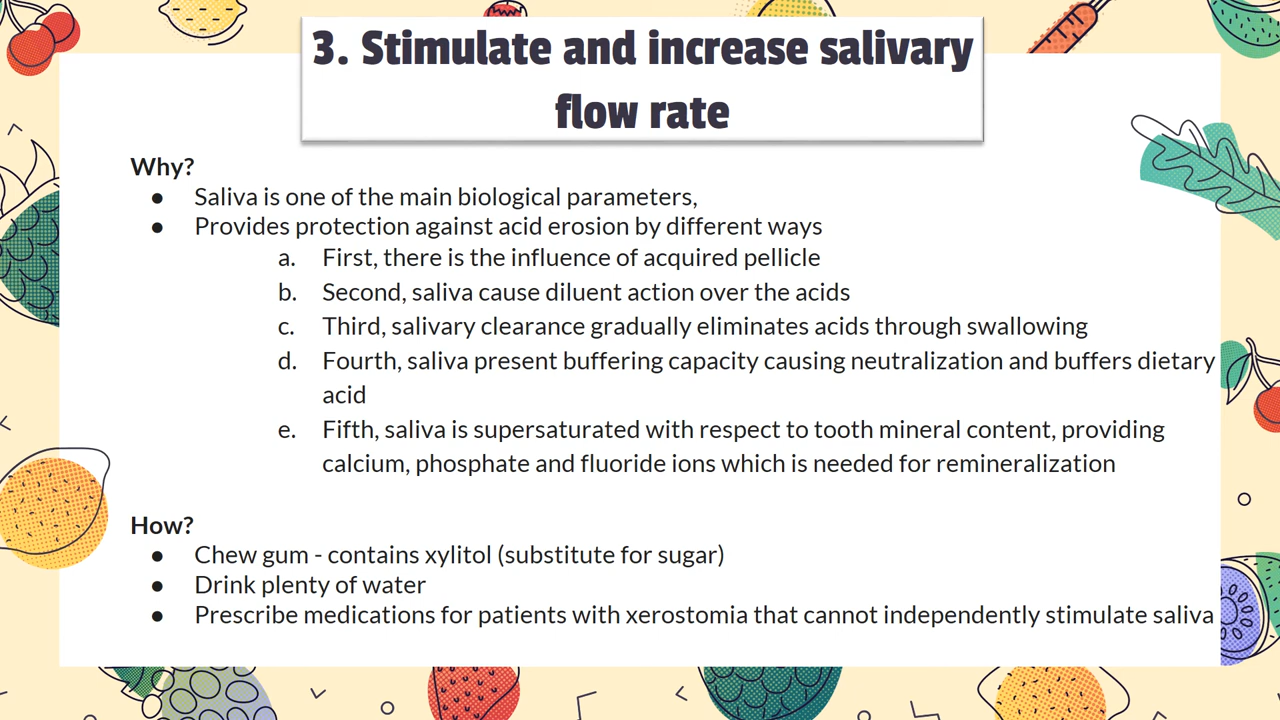 3. Stimulate and increase salivary
flow rate
Why?
● Saliva is one of the main biological parameters,
● Provides protection against acid erosion by different ways
a. First, there is the influence of acquired pellicle
b. Second, saliva cause diluent action over the acids
c. Third, salivary clearance gradually eliminates acids through swallowing
d. Fourth, saliva present buffering capacity causing neutralization and buffers dietary
acid
e. Fifth, saliva is supersaturated with respect to tooth mineral content, providing
calcium, phosphate and fluoride ions which is needed for remineralization
How?
● Chew gum - contains xylitol (substitute for sugar)
● Drink plenty of water
● Prescribe medications for patients with xerostomia that cannot independently stimulate saliva